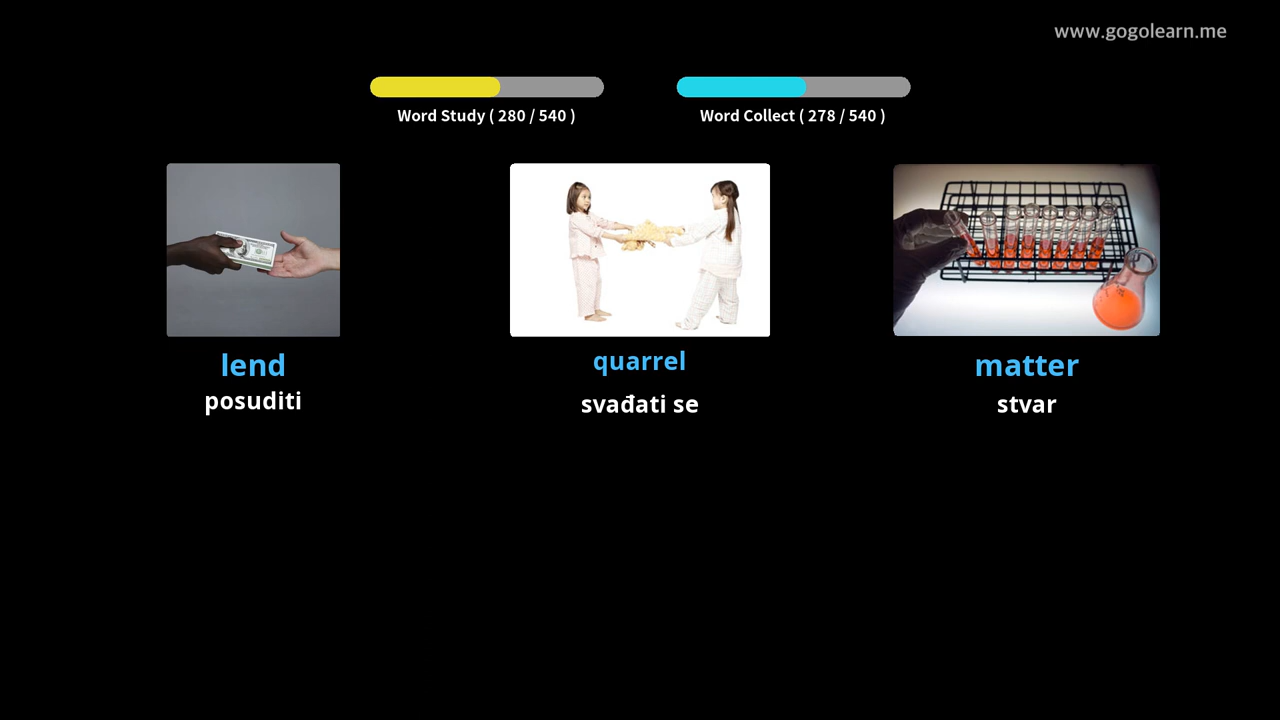 www.gogolearn.me
Word Study ( 280 / 540 )
Word Collect ( 278 / 540 )
lend
posuditi
quarrel
svađati se
matter
stvar